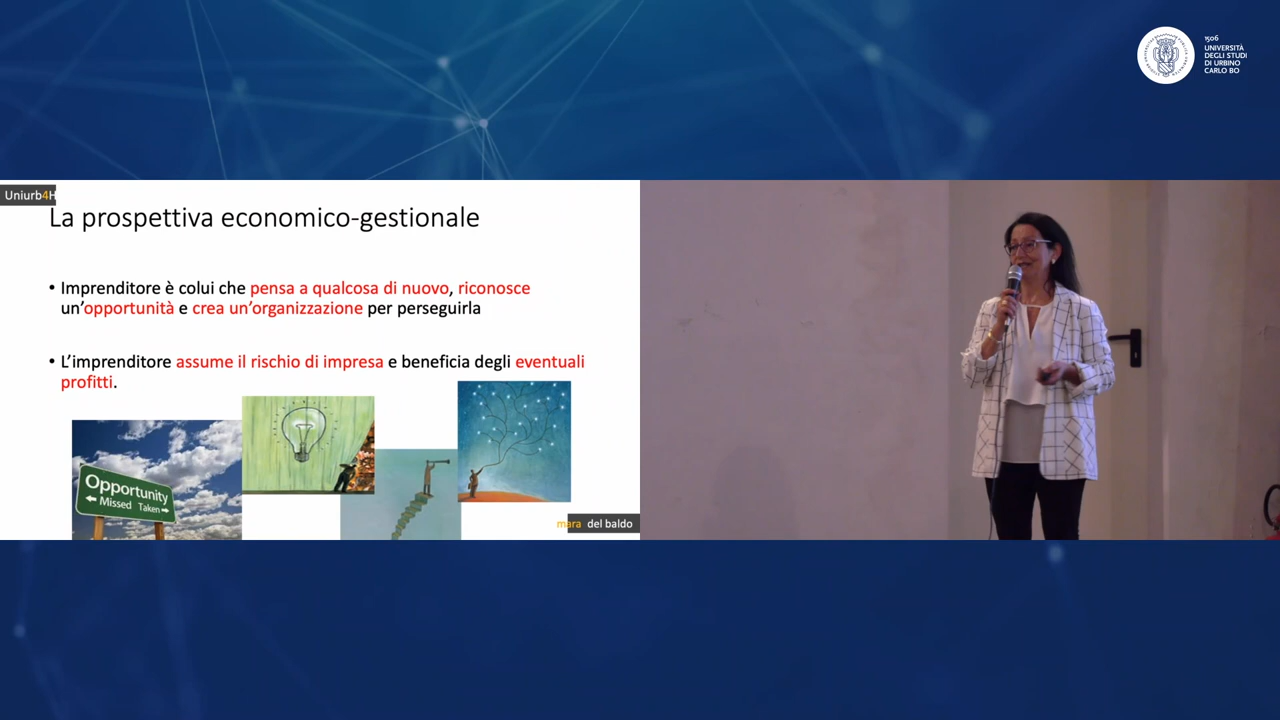 1506
UNIVERSITÀ
DEGLI STUDI
DI URBINO
CARLO BO
Uniurb4H
La prospettiva economico-gestionale
• Imprenditore è colui che pensa a qualcosa di nuovo, riconosce
un'opportunità e crea un'organizzazione per perseguirla
• L'imprenditore assume il rischio di impresa e beneficia degli eventuali
profitti.
Opportunity
Missed Taken
mara del baldo